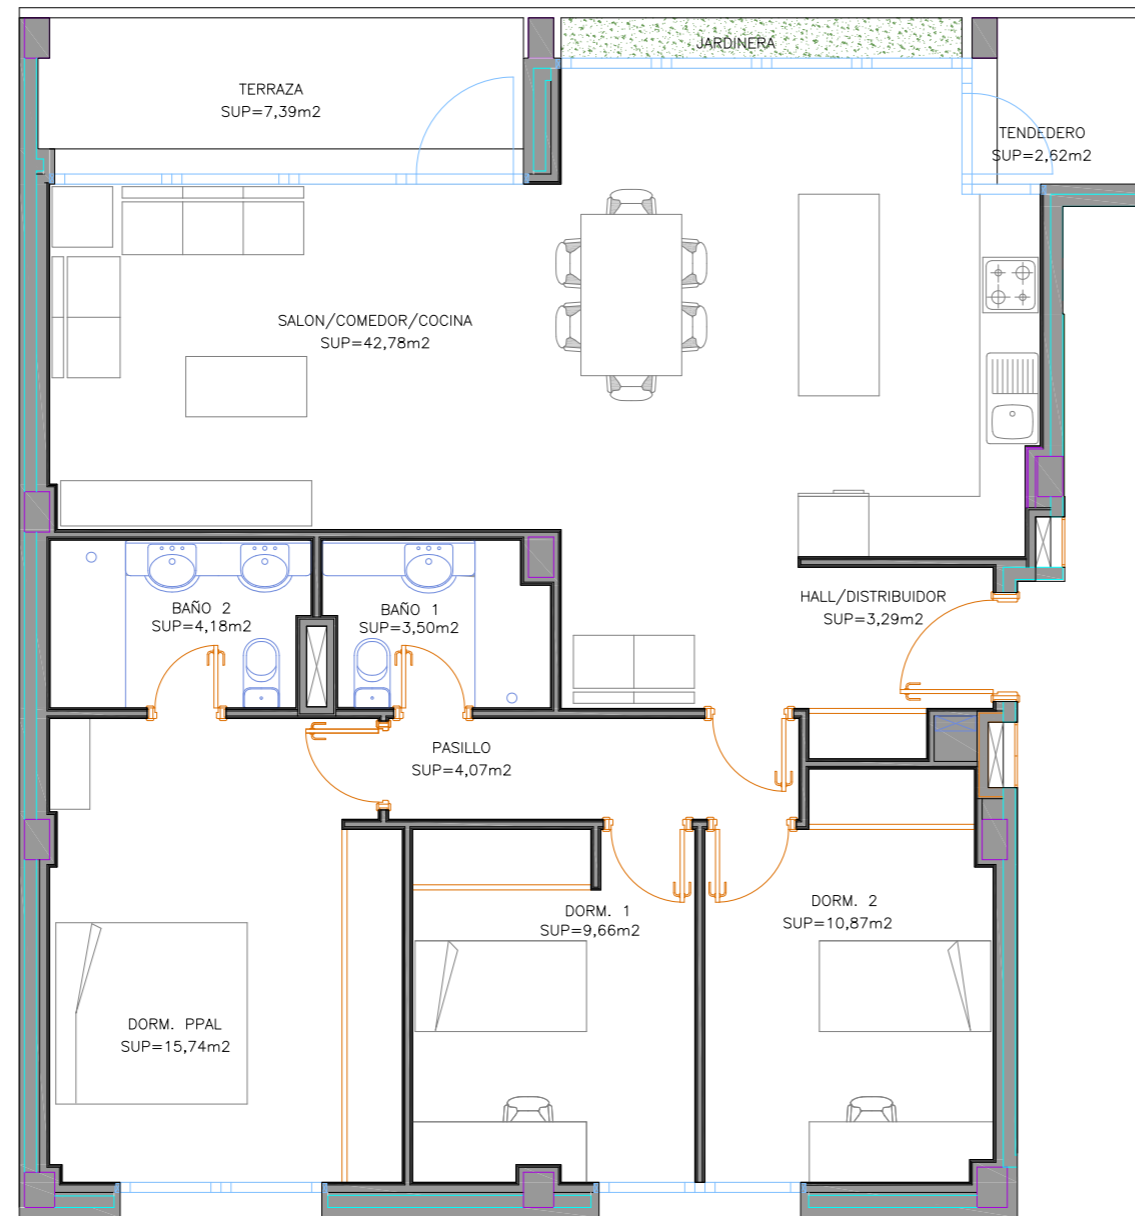 JARDINERA
TERRAZA
SUP=7,39m2
TENDEDERO
SUP=2,62m2
SALON/COMEDOR/COCINA
SUP=42,78m2
BAÑO 2
SUP=4,18m2
BAÑO 1
SUP=3,50m2
HALL/DISTRIBUIDOR
SUP=3,29m2
PASILLO
SUP=4,07m2
DORM. 1
SUP=9,66m2
DORM. 2
SUP=10,87m2
DORM. PPAL
SUP=15,74m2